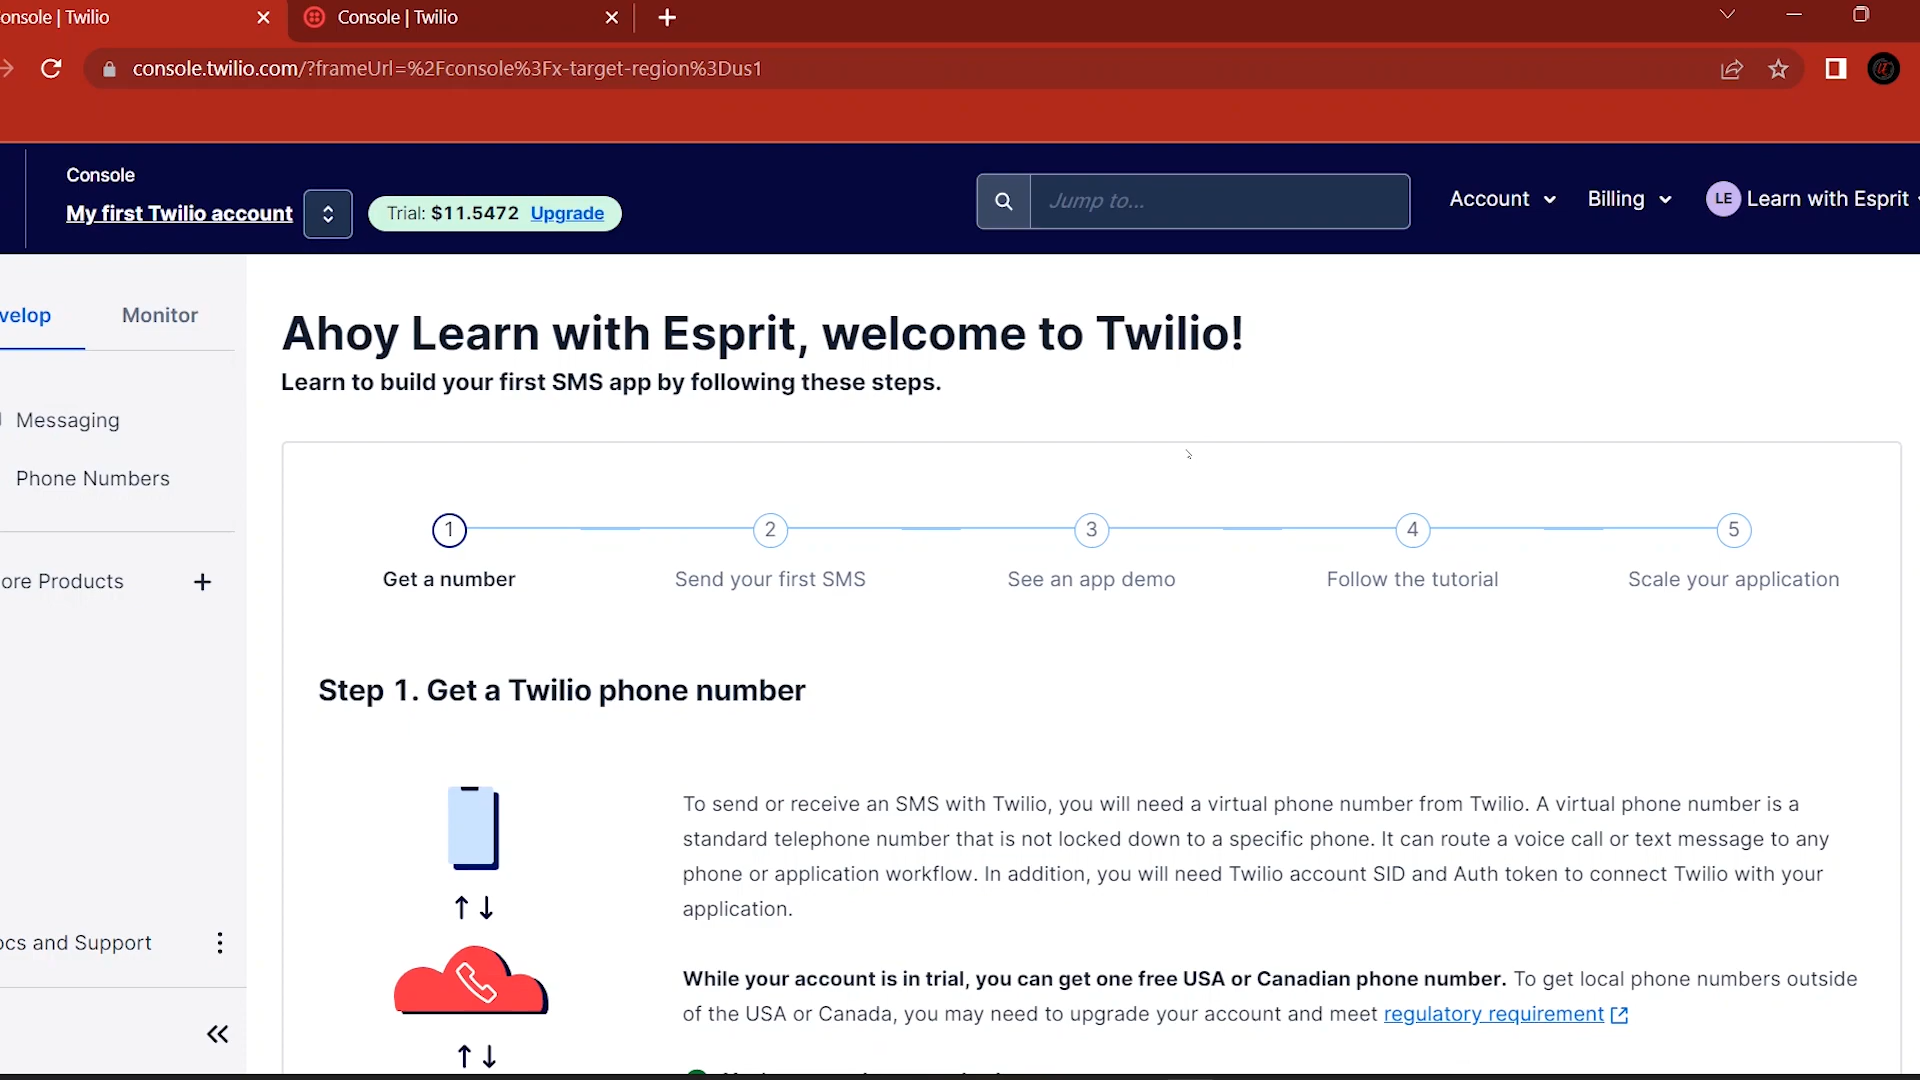 onsole | Twilio
Console | Twilio
console.twilio.com/?frameUrl=%2Fconsole%3Fx-target-region%3Dus1
Console
My first Twilio account
Trial: $11.5472 Upgrade
Jump to...
Account
Billing
LE Learn with Esprit
velop
Monitor
Ahoy Learn with Esprit, welcome to Twilio!
Learn to build your first SMS app by following these steps.
Messaging
Phone Numbers
ore Products
1
2
3
4
5
Get a number
Send your first SMS
See an app demo
Follow the tutorial
Scale your application
Step 1. Get a Twilio phone number
To send or receive an SMS with Twilio, you will need a virtual phone number from Twilio. A virtual phone number is a
standard telephone number that is not locked down to a specific phone. It can route a voice call or text message to any
phone or application workflow. In addition, you will need Twilio account SID and Auth token to connect Twilio with your
application.
ocs and Support
While your account is in trial, you can get one free USA or Canadian phone number. To get local phone numbers outside
of the USA or Canada, you may need to upgrade your account and meet regulatory requirement